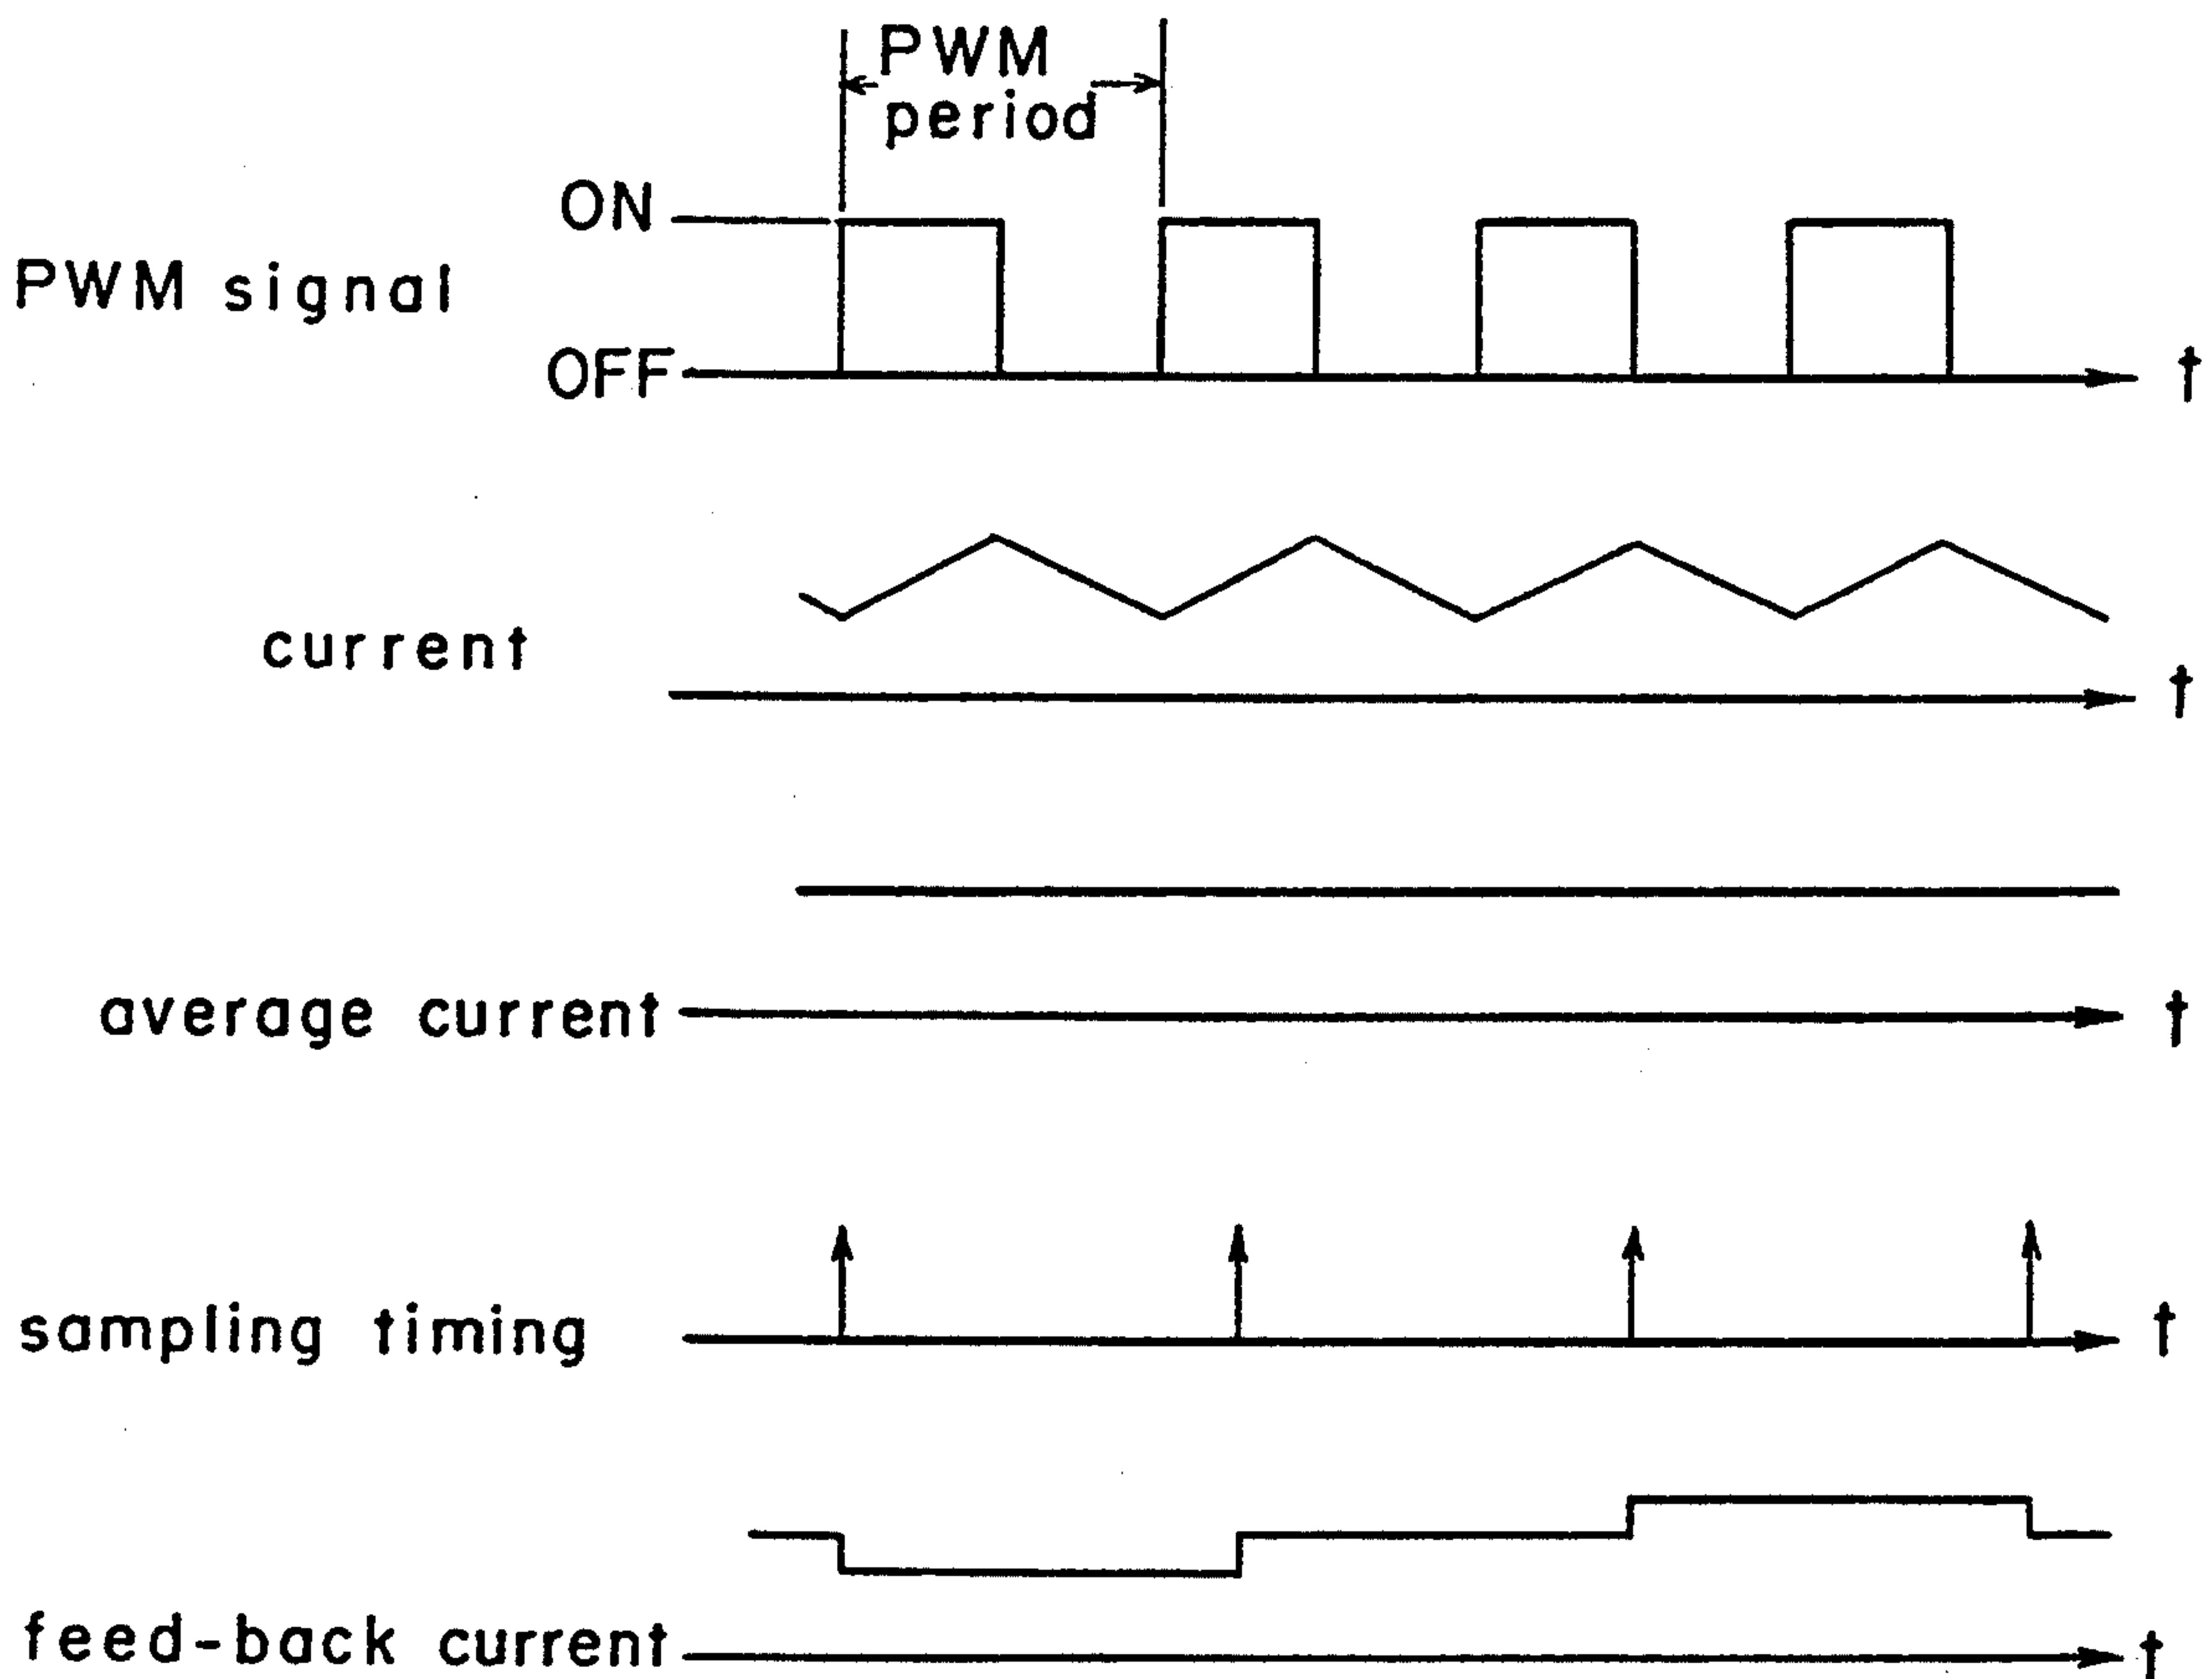 PWM
period
ON
PWM signal
OFF
t
current
t
average current
t
sampling timing
t
feed-back current
t